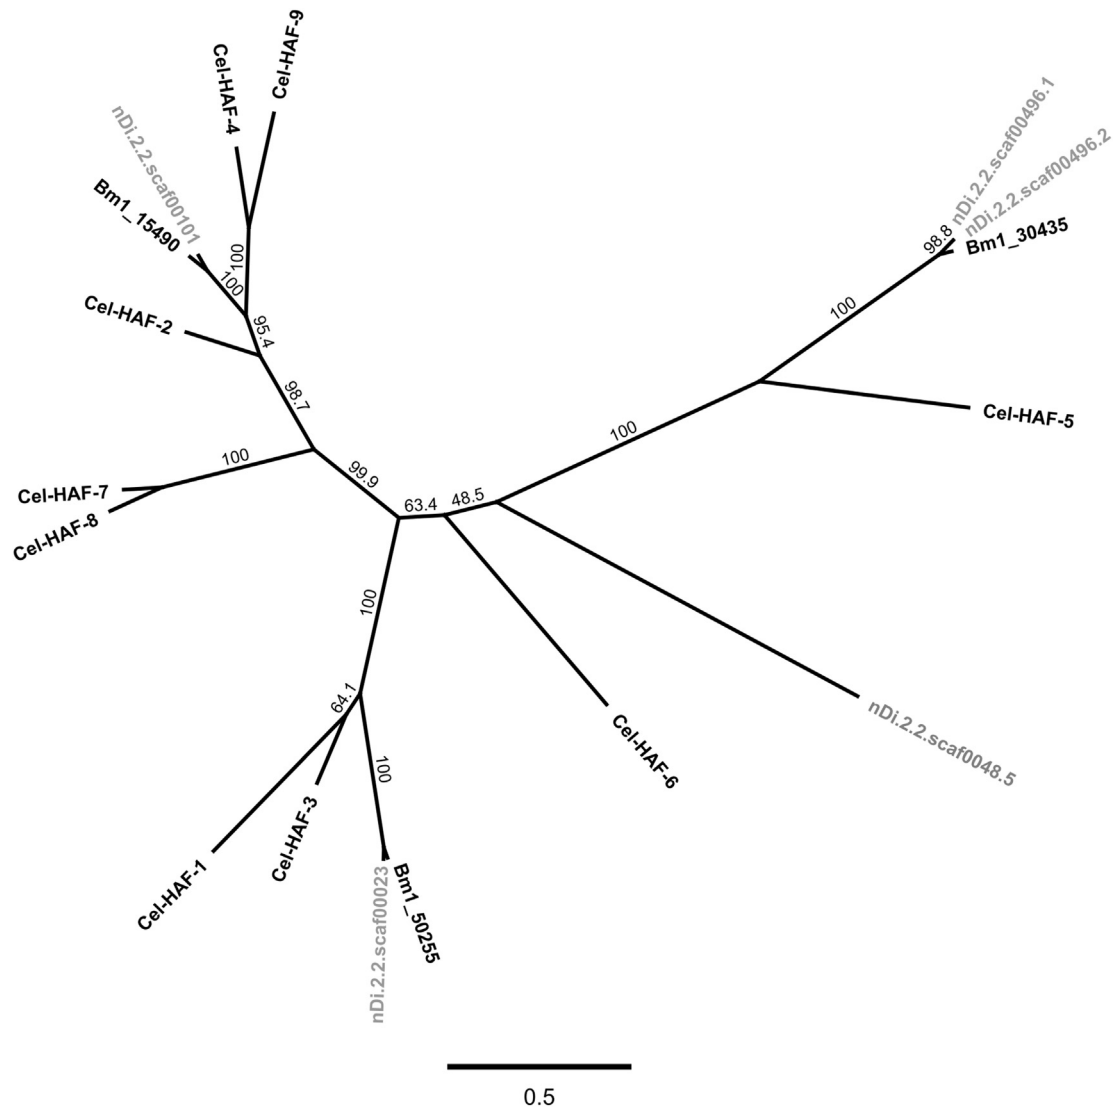 Cel-HAF-9
Cel-HAF-4
nDi.2.2.scaf00101
Bm1_15490
100
100
Cel-HAF-2
95.4
98.7
nDi.2.2.scaf00496.1
nDi.2.2.scaf00496.2
98.8
Bm1_30435
100
Cel-HAF-5
100
100
Cel-HAF-7
Cel-HAF-8
99.9
63.4
48.5
100
nDi.2.2.scaf0048.5
Cel-HAF-6
64.1
100
Cel-HAF-3
Cel-HAF-1
nDi.2.2.scaf00023
Bm1_50255
0.5